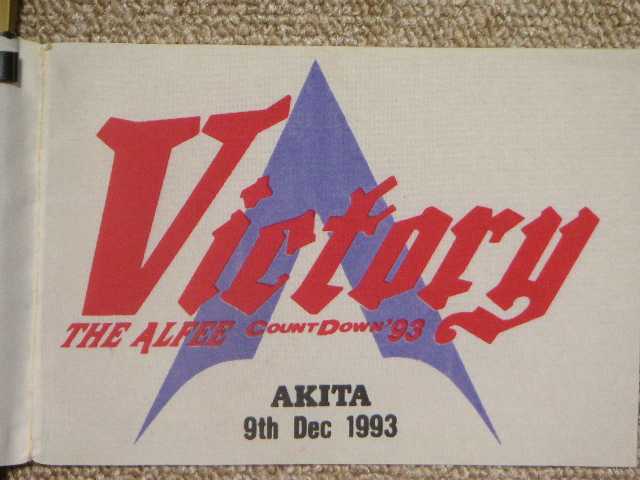 Victory
THE ALFEE COUNTDOWN '93
AKITA
9th Dec 1993